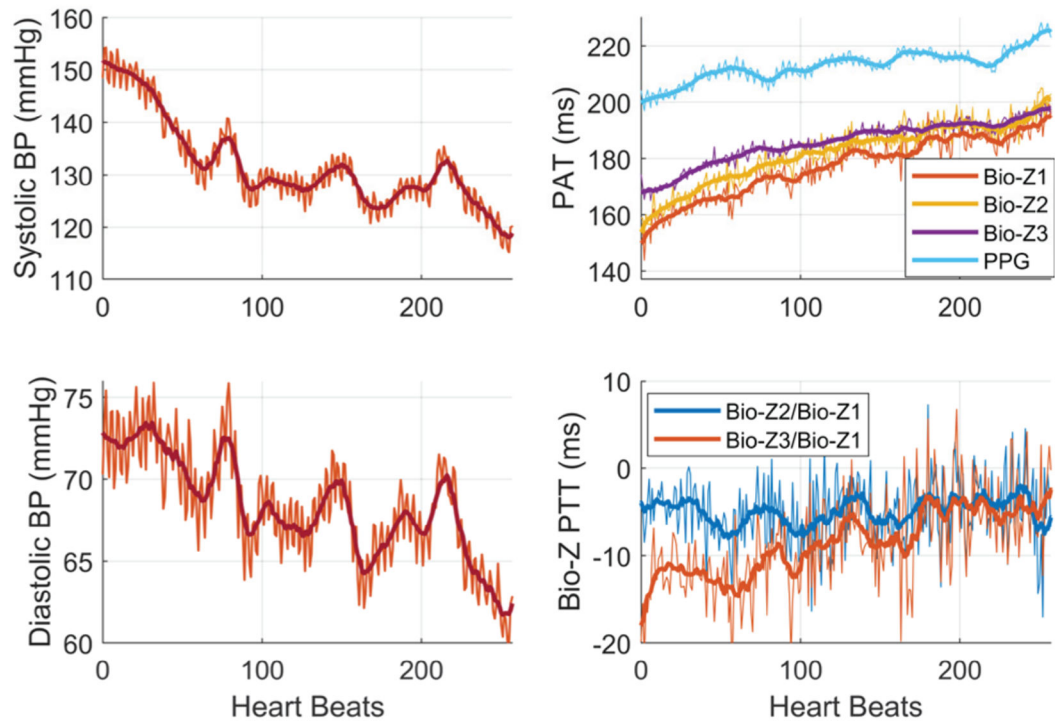 Systolic BP (mmHg)
160
150
140
130
120
110
0
100
200
PAT (ms)
220
200
180
160
140
Bio-Z1
Bio-Z2
Bio-Z3
PPG
0
100
200
Diastolic BP (mmHg)
75
70
65
60
0
100
200
Heart Beats
Bio-Z PTT (ms)
10
0
-10
-20
Bio-Z2/Bio-Z1
Bio-Z3/Bio-Z1
0
100
200
Heart Beats